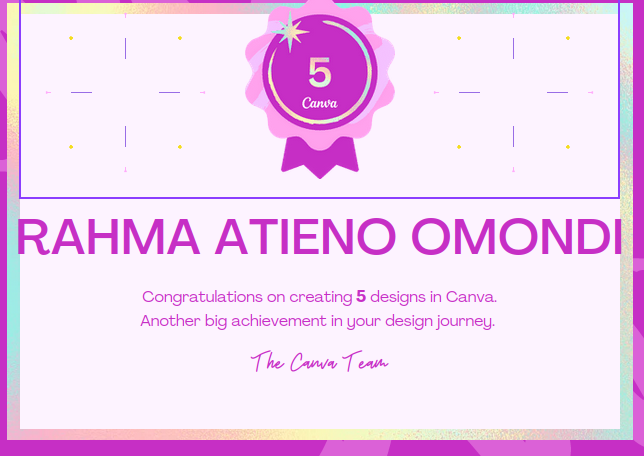 5
Canva
RAHMA ATIENO OMONDI
Congratulations on creating 5 designs in Canva.
Another big achievement in your design journey.
The Canva Team